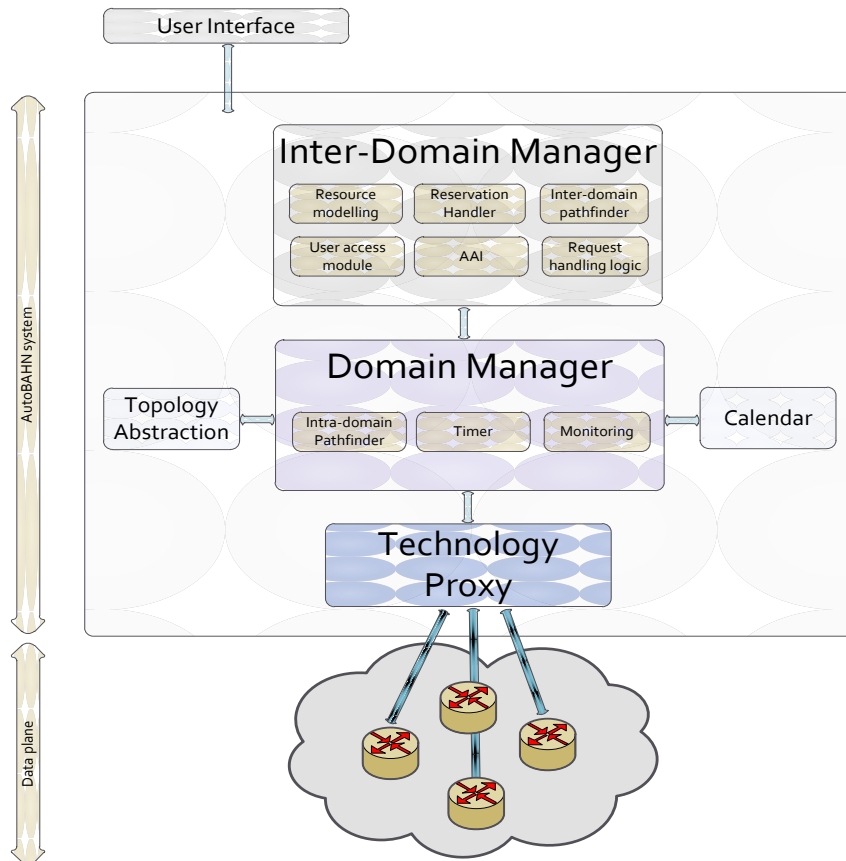 User Interface
AutoBAHN system
Inter-Domain Manager
Resource
modelling
Reservation
Handler
Inter-domain
pathfinder
User access
module
AAI
Request
handling logic
Domain Manager
Topology
Abstraction
Intra-domain
Pathfinder
Timer
Monitoring
Calendar
Technology
Proxy
Data plane